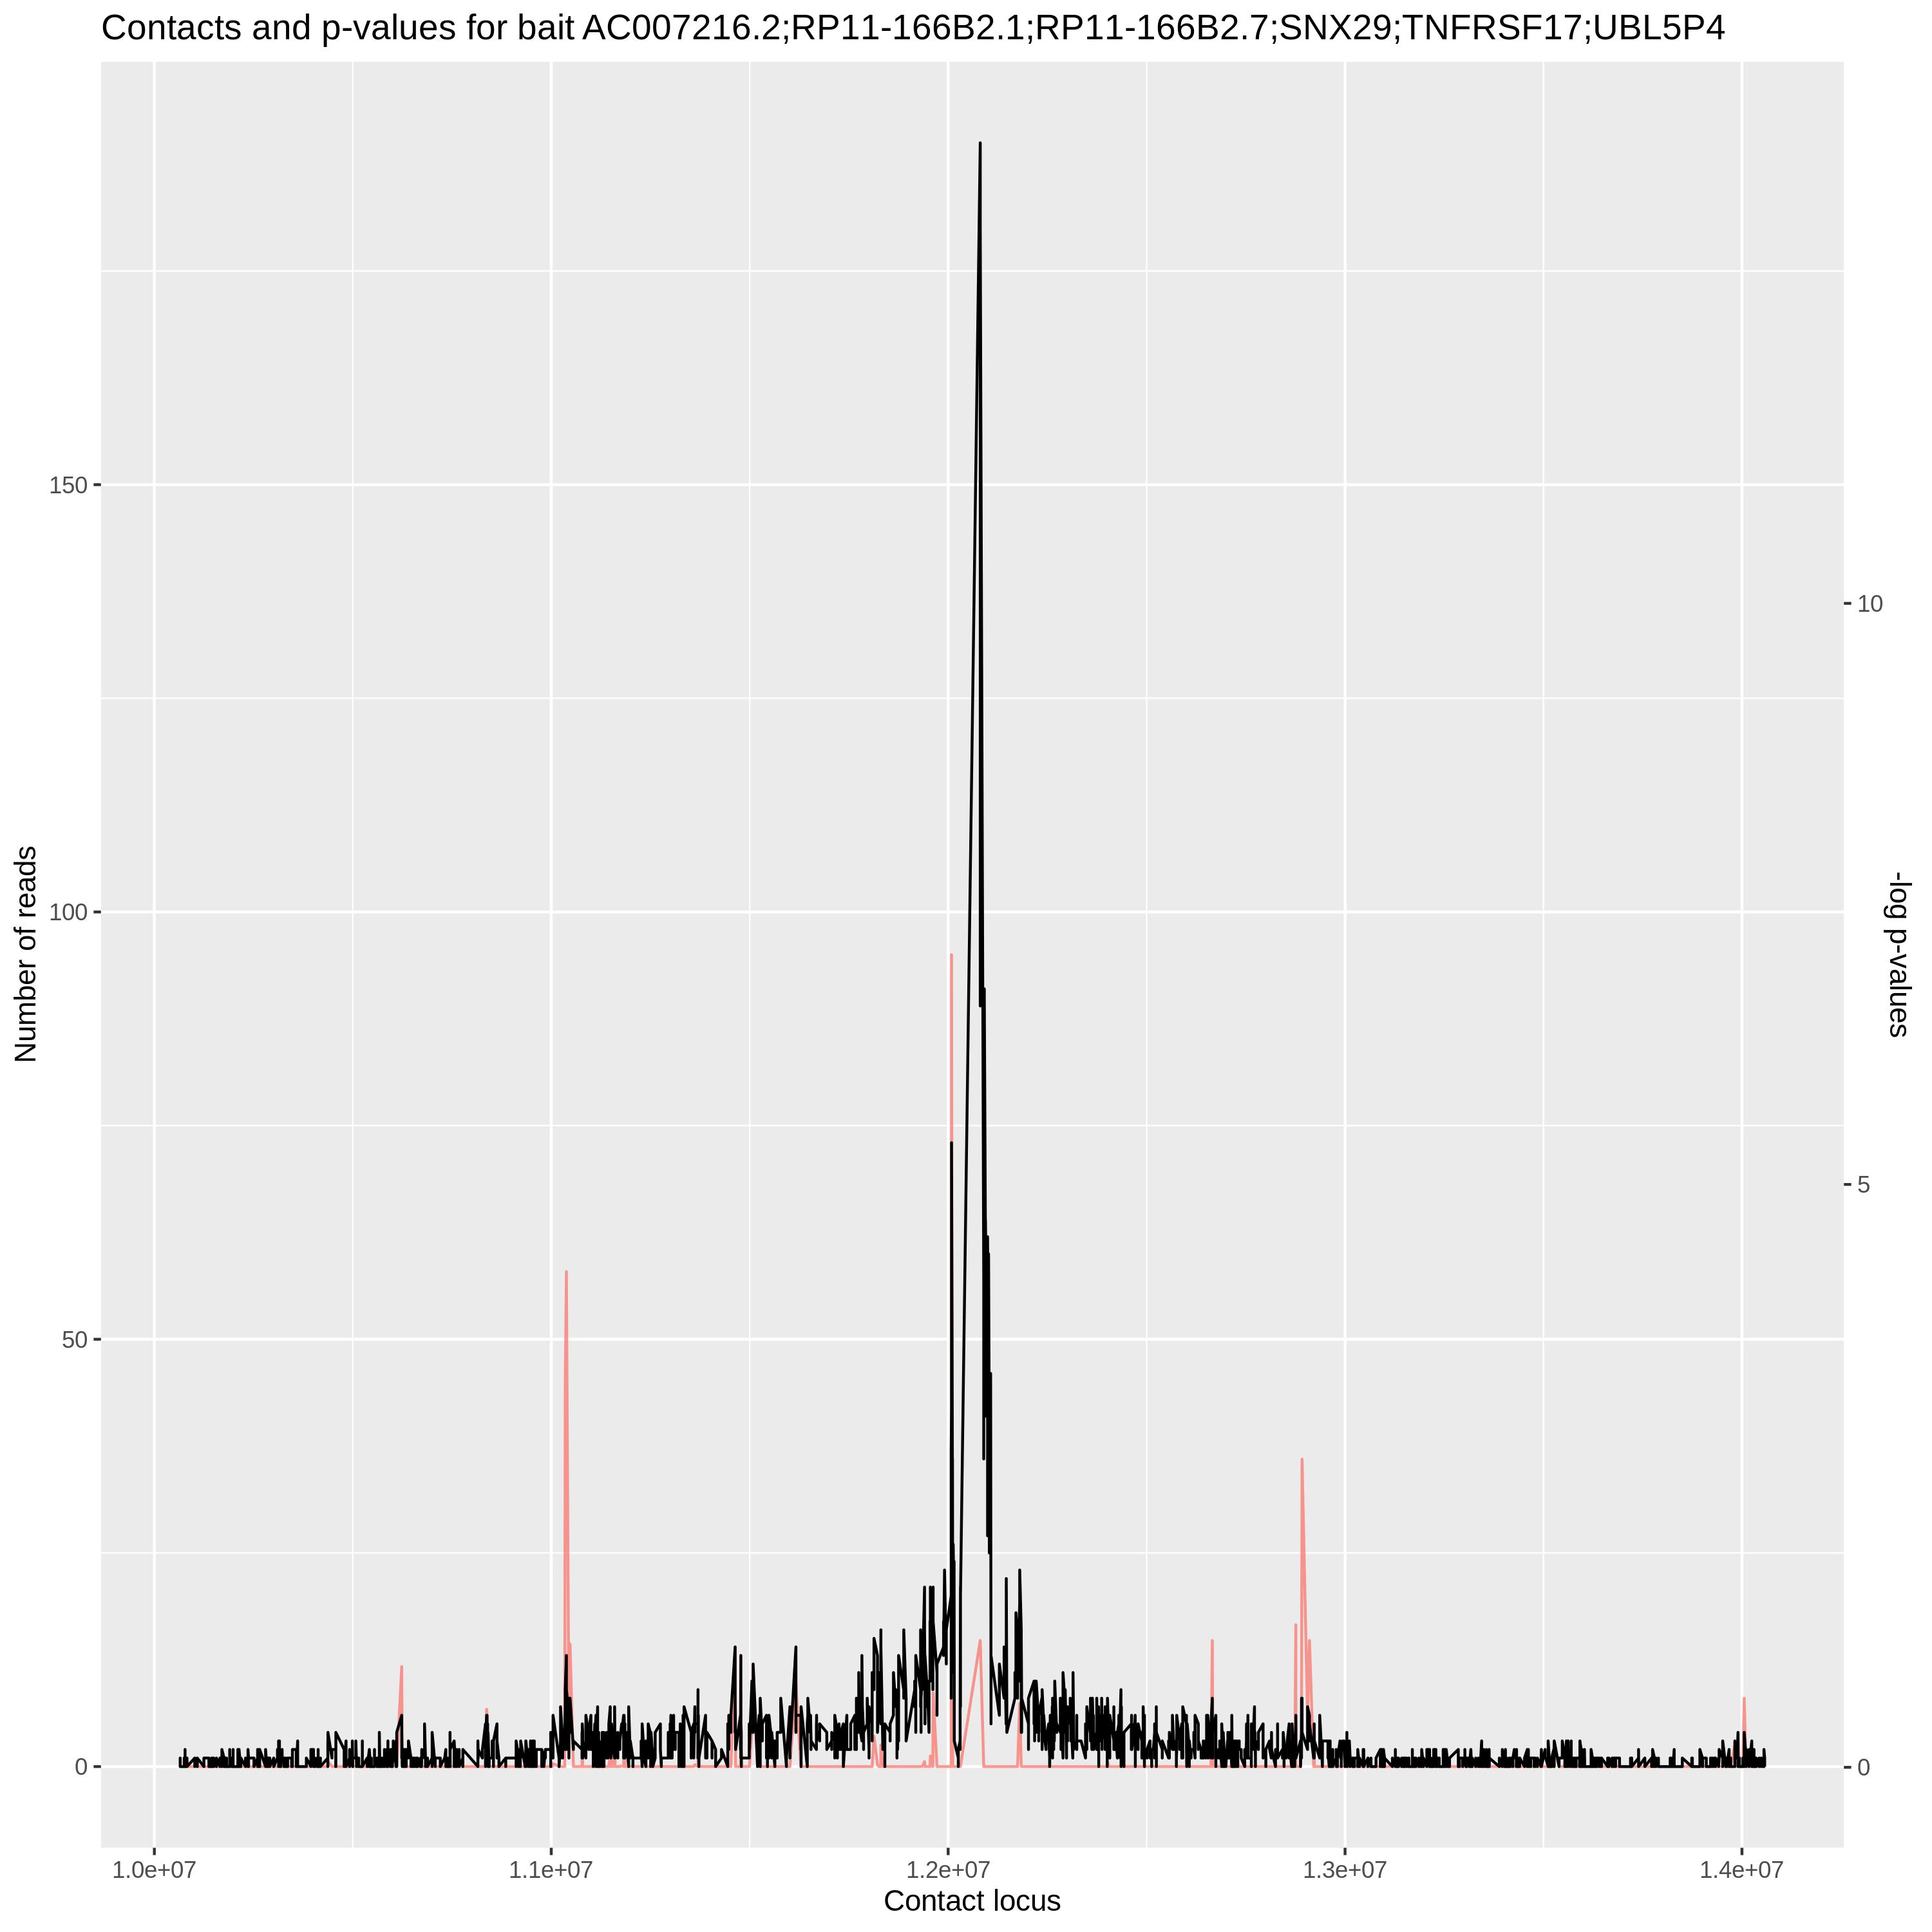 Contacts and p-values for bait AC007216.2;RP11-166B2.1;RP11-166B2.7;SNX29;TNFRSF17;UBL5P4
Number of reads
150
100
50
0
10
5
0
-log p-values
1.0e+07
1.1e+07
1.2e+07
1.3e+07
1.4e+07
Contact locus